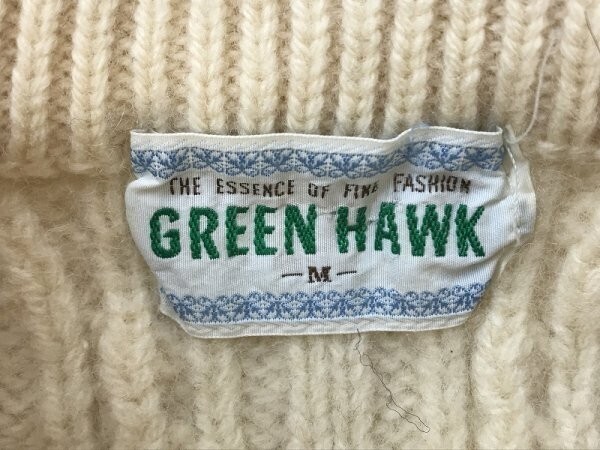 THE ESSENCE OF FINE FASHION
GREEN HAWK
-M-